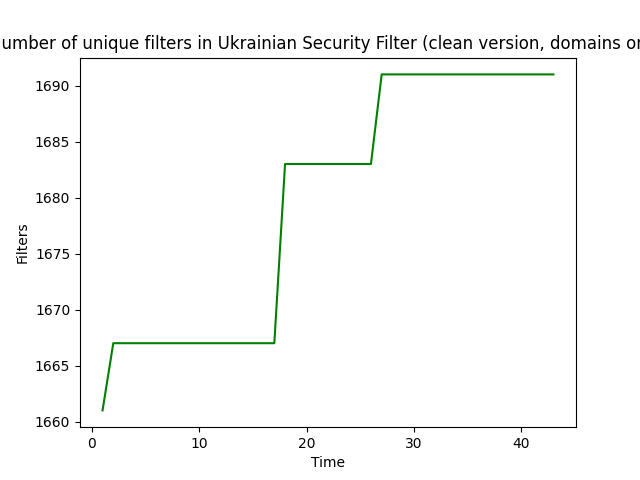 umber of unique filters in Ukrainian Security Filter (clean version, domains or
1690
1685
1680
1675
1670
1665
1660
Filters
0 10 20 30 40
Time